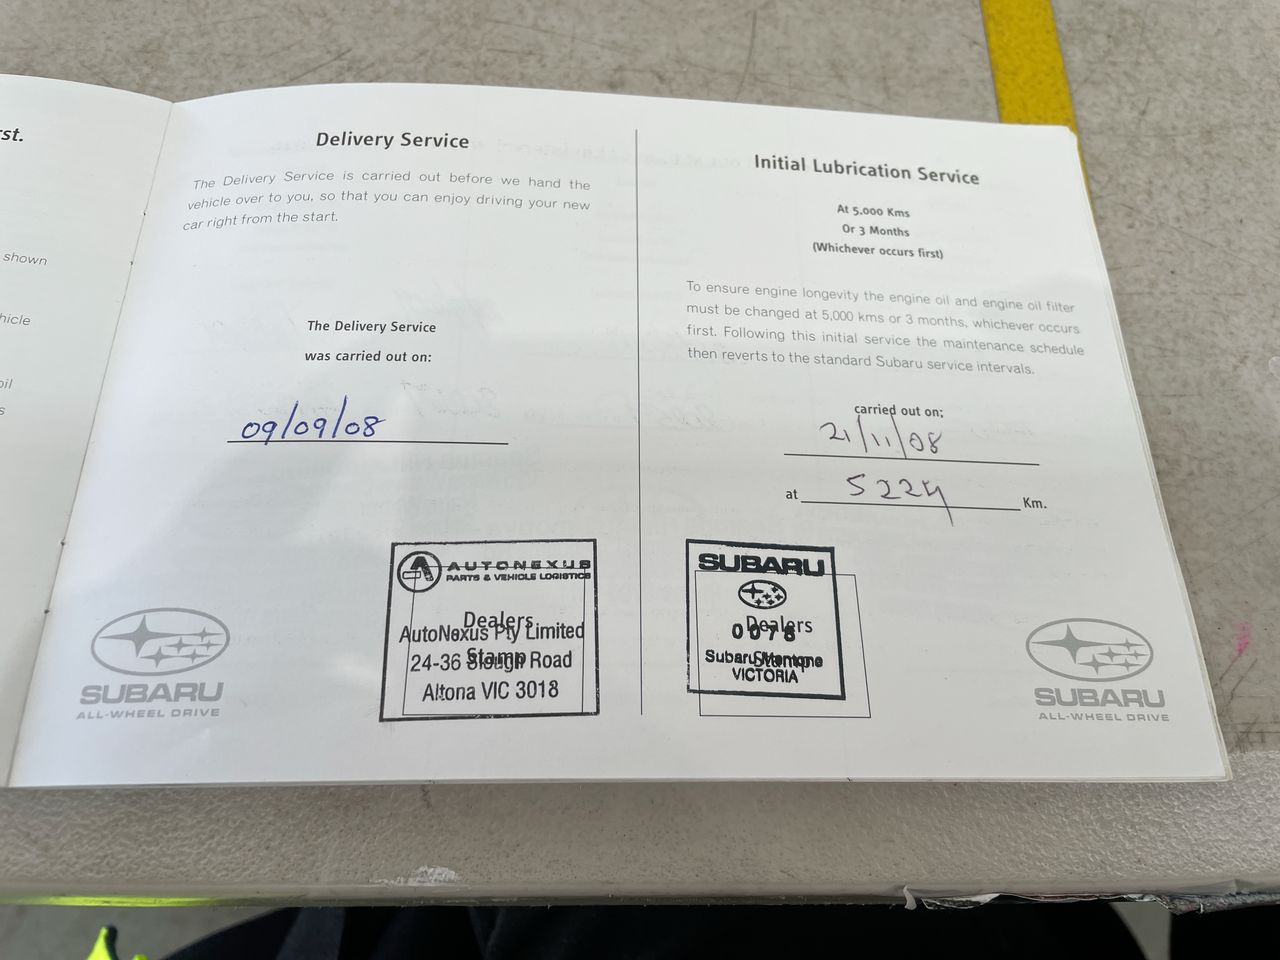 st.
shown
hicle
oil
s
Delivery Service
The Delivery Service is carried out before we hand the
vehicle over to you, so that you can enjoy driving your new
car right from the start.
The Delivery Service
was carried out on:
09/09/08
AUTONEXUS
PARTS & VEHICLE LOGISTICS
Dealers
AutoNexus Pty Limited
Stamp
24-36 Slough Road
Altona VIC 3018
SUBARU
ALL-WHEEL DRIVE
Initial Lubrication Service
At 5,000 Kms
Or 3 Months
(Whichever occurs first)
To ensure engine longevity the engine oil and engine oil filter
must be changed at 5,000 kms or 3 months, whichever occurs
first. Following this initial service the maintenance schedule
then reverts to the standard Subaru service intervals.
carried out on;
21/11/08
at 5224 Km.
SUBARU
Dealers
0078
Stamp
Subaru Mentone
VICTORIA
SUBARU
ALL-WHEEL DRIVE